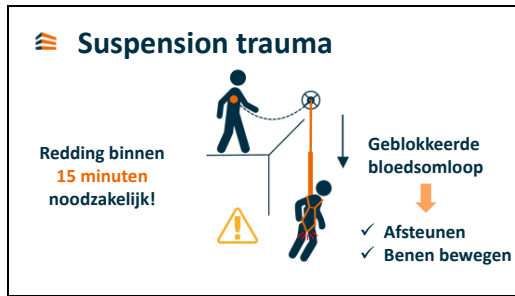 Suspension trauma
Redding binnen
15 minuten
noodzakelijk!
Geblokkeerde
bloedsomloop
✓ Afsteunen
✓ Benen bewegen